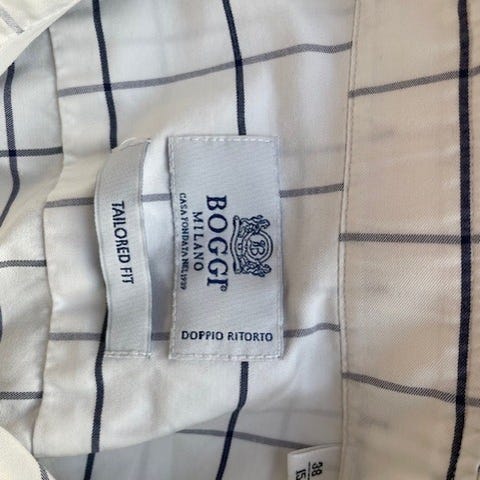 BOGGI
MILANO
CASA FONDATA NEL 1939
B
DOPPIO RITORTO
TAILORED FIT
38
15